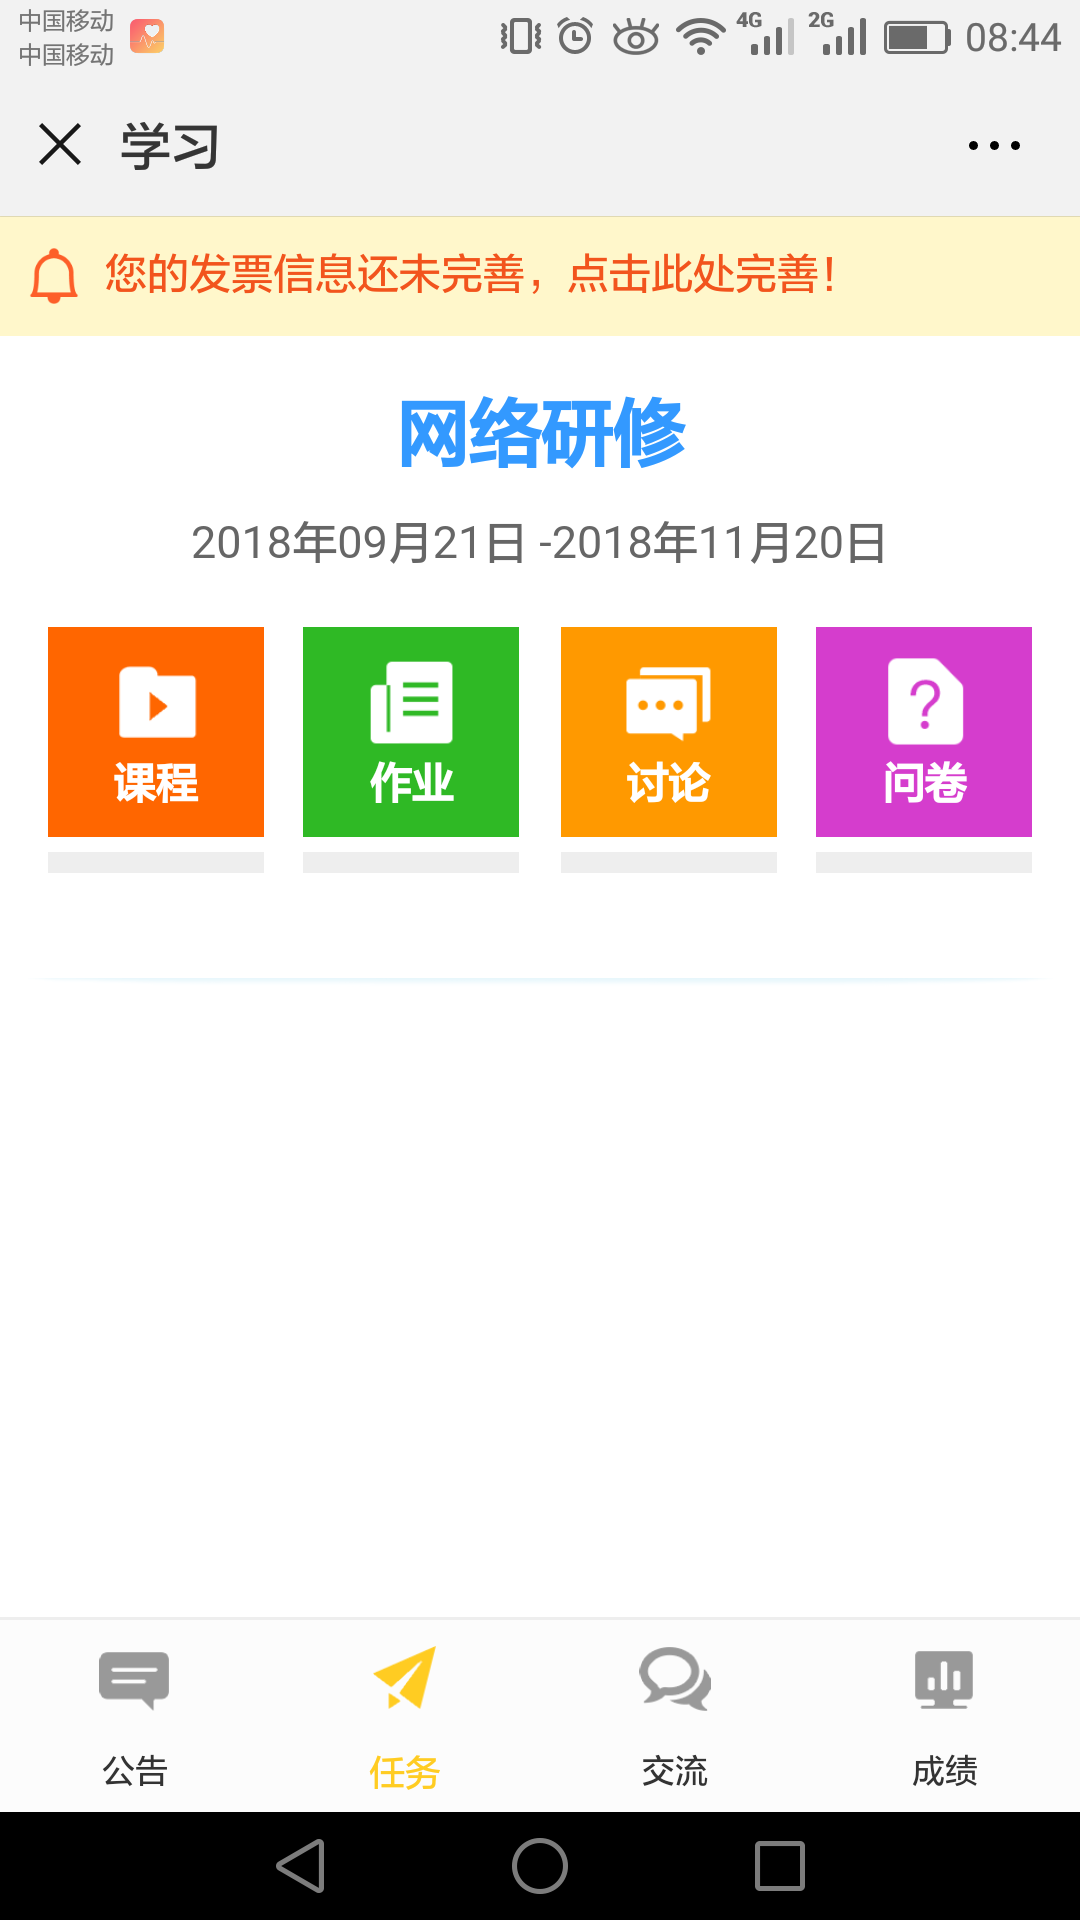 中国移动
中国移动
4G 2G 08:44
学习
您的发票信息还未完善，点击此处完善！
网络研修
2018年09月21日 -2018年11月20日
课程 作业 讨论 问卷
公告 任务 交流 成绩